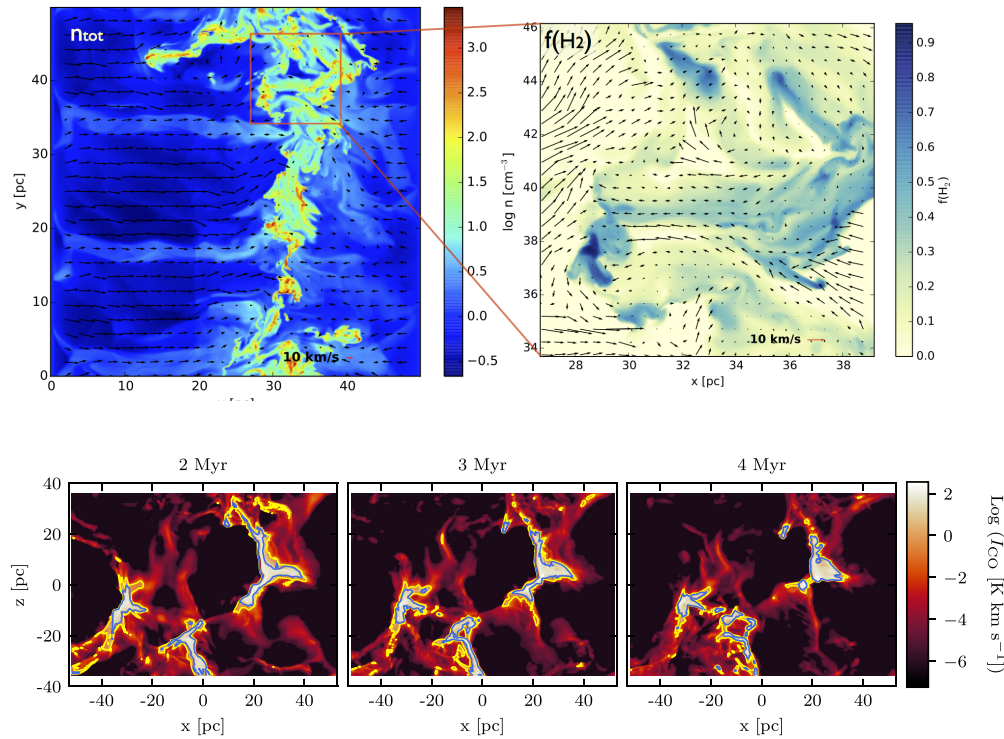 n_tot
y [pc]
40
30
20
10
0
0 10 20 30 40
10 km/s
3.0
2.5
2.0
1.5
1.0
0.5
0.0
−0.5
log n [cm⁻³]
f(H₂)
46
44
42
40
38
36
34
28 30 32 34 36 38
x [pc]
10 km/s
0.9
0.8
0.7
0.6
0.5
0.4
0.3
0.2
0.1
0.0
f(H₂)
2 Myr 3 Myr 4 Myr
z [pc]
40
20
0
-20
-40
-40 -20 0 20 40
-40 -20 0 20 40
-40 -20 0 20 40
x [pc] x [pc] x [pc]
2
0
−2
−4
−6
Log (I_CO [K km s⁻¹])